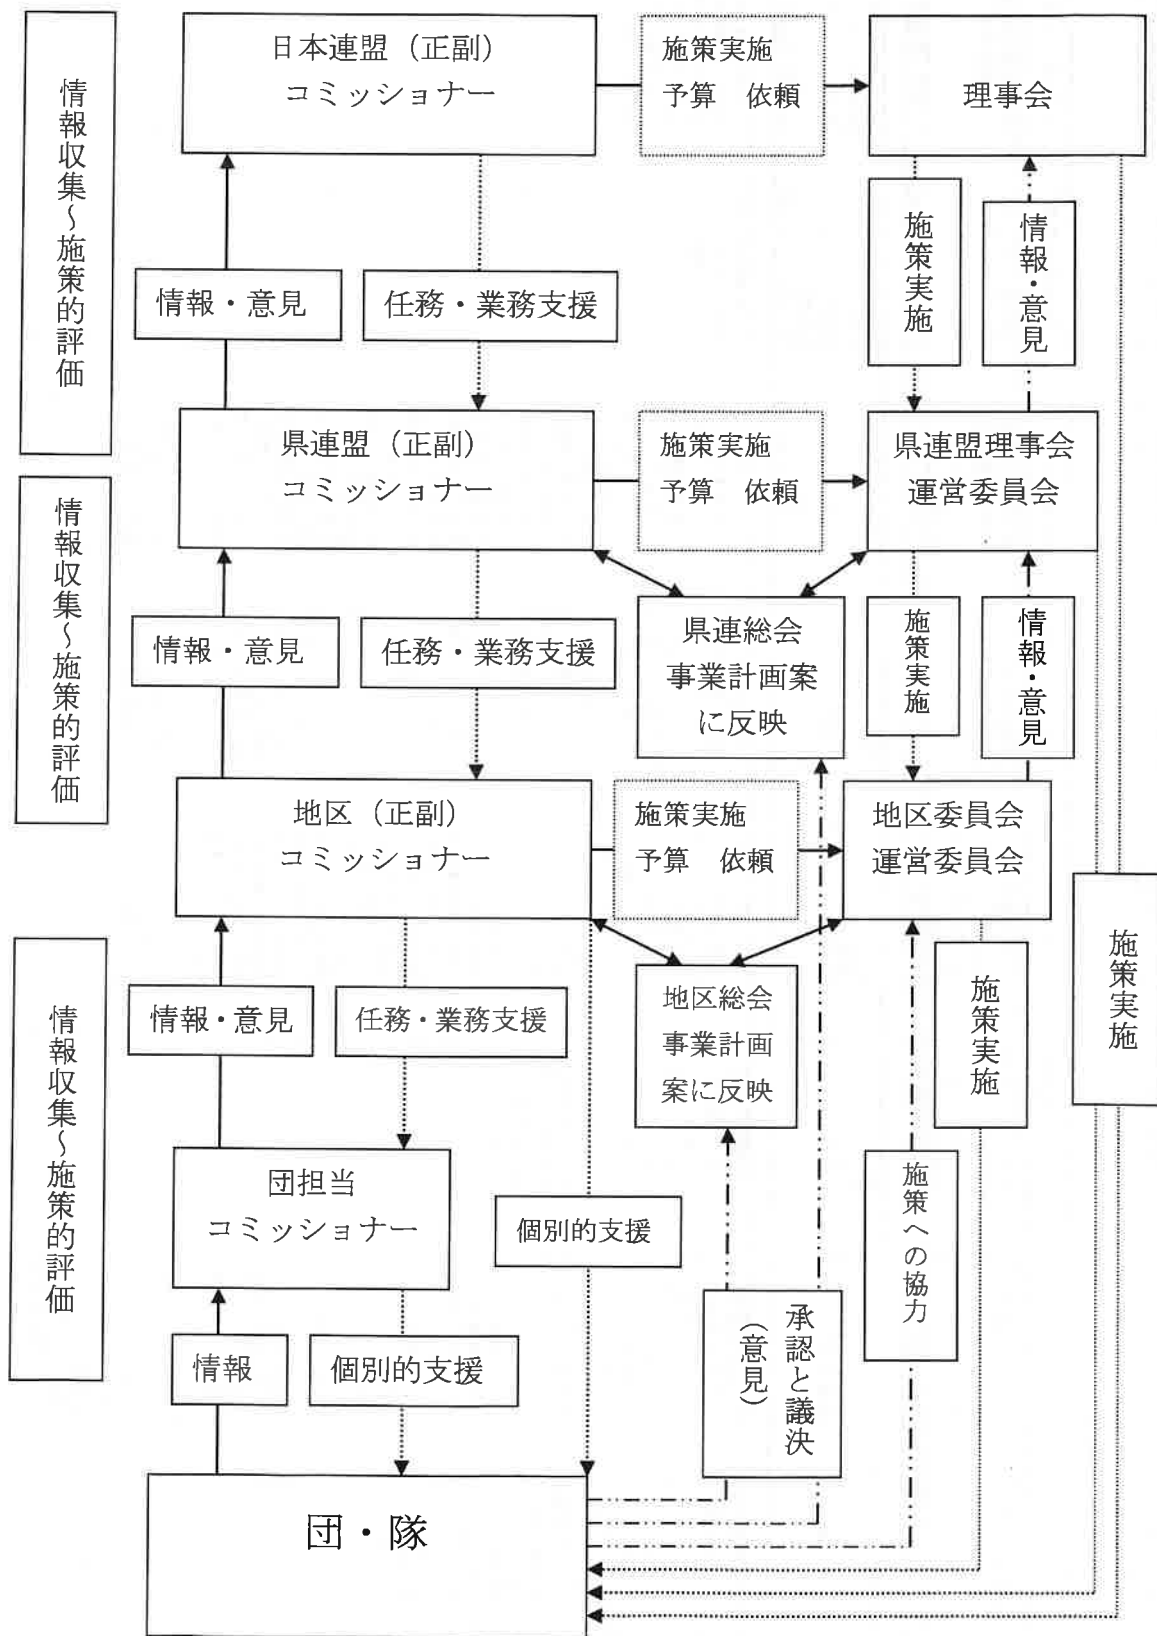 日本連盟（正副）
コミッショナー
施策実施
予算　依頼
理事会
情報収集～施策的評価
施策実施
情報・意見
情報・意見
任務・業務支援
県連盟（正副）
コミッショナー
施策実施
予算　依頼
県連盟理事会
運営委員会
情報収集～施策的評価
情報・意見
任務・業務支援
県連総会
事業計画案
に反映
施策実施
情報・意見
地区（正副）
コミッショナー
施策実施
予算　依頼
地区委員会
運営委員会
施策実施
情報収集～施策的評価
情報・意見
任務・業務支援
地区総会
事業計画
案に反映
施策実施
団担当
コミッショナー
個別的支援
施策への協力
承認と議決
（意見）
情報
個別的支援
団・隊